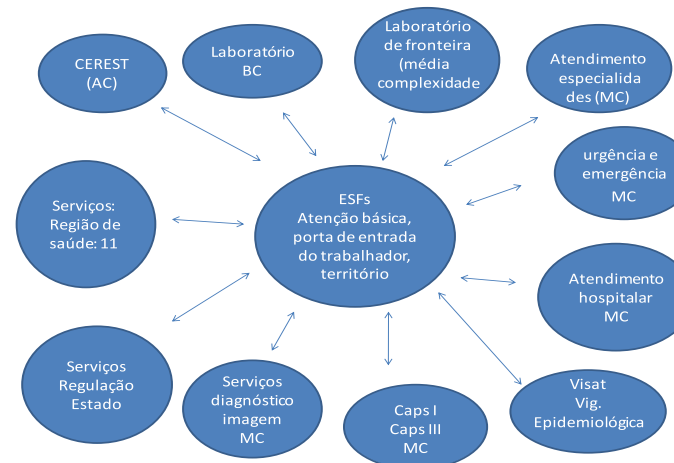 CEREST
(AC)
Laboratório
BC
Laboratório
de fronteira
(média
complexidade
Atendimento
especialida
des (MC)
urgência e
emergência
MC
Serviços:
Região de
saúde: 11
ESFs
Atenção básica,
porta de entrada
do trabalhador,
território
Atendimento
hospitalar
MC
Serviços
Regulação
Estado
Serviços
diagnóstico
imagem
MC
Caps I
Caps III
MC
Visat
Vig.
Epidemiológica